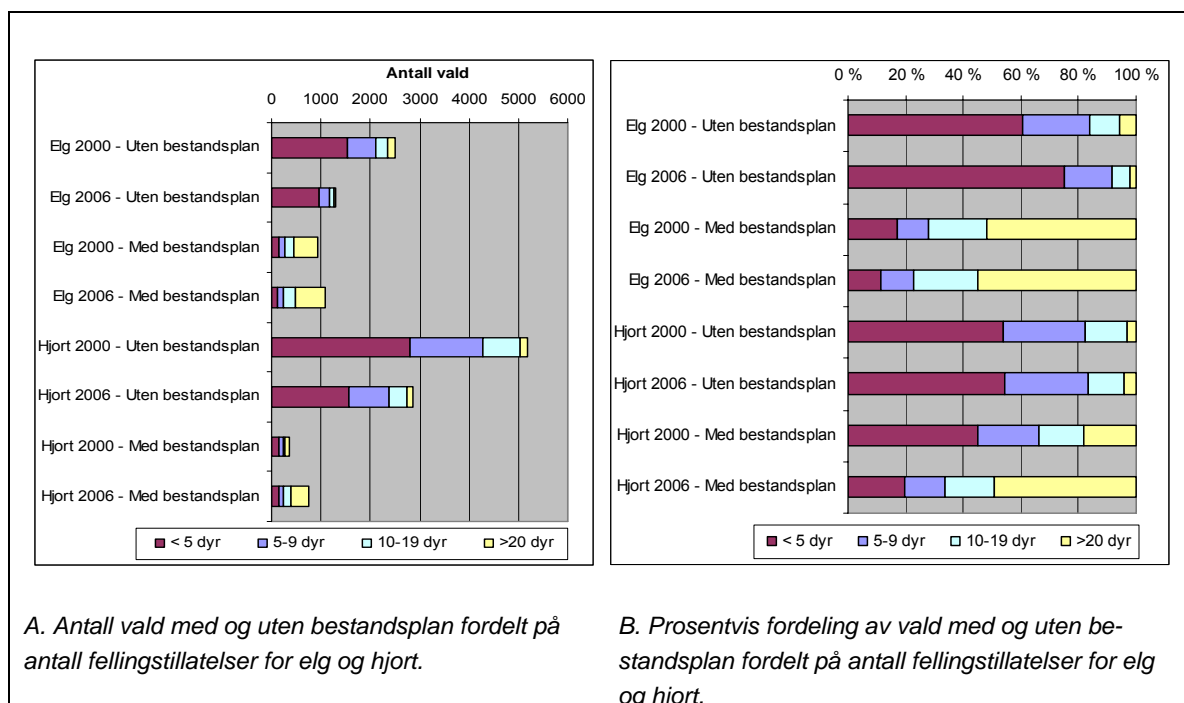 Antall vald
0 1000 2000 3000 4000 5000 6000
Elg 2000 - Uten bestandsplan
Elg 2006 - Uten bestandsplan
Elg 2000 - Med bestandsplan
Elg 2006 - Med bestandsplan
Hjort 2000 - Uten bestandsplan
Hjort 2006 - Uten bestandsplan
Hjort 2000 - Med bestandsplan
Hjort 2006 - Med bestandsplan
< 5 dyr 5-9 dyr 10-19 dyr >20 dyr
0 % 20 % 40 % 60 % 80 % 100 %
Elg 2000 - Uten bestandsplan
Elg 2006 - Uten bestandsplan
Elg 2000 - Med bestandsplan
Elg 2006 - Med bestandsplan
Hjort 2000 - Uten bestandsplan
Hjort 2006 - Uten bestandsplan
Hjort 2000 - Med bestandsplan
Hjort 2006 - Med bestandsplan
< 5 dyr 5-9 dyr 10-19 dyr >20 dyr
A. Antall vald med og uten bestandsplan fordelt på
antall fellingstillatelser for elg og hjort.
B. Prosentvis fordeling av vald med og uten be-
standsplan fordelt på antall fellingstillatelser for elg
og hjort.